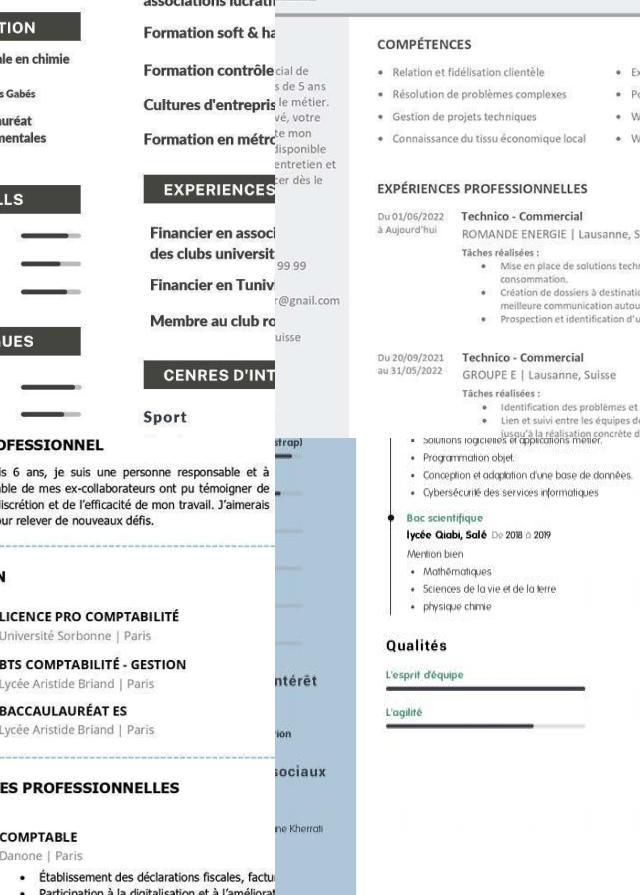 associations
Formation soft &
TION
le en chimie
s Gabés
uréat
mentales
LLS
UES
Formation contrôle
Cultures d'entrepris
Formation en métro
EXPERIENCES
Financier en associ
des clubs universit
Financier en Tuniv
Membre au club ro
CENRES D'INT
Sport
cial de
s de 5 ans
le métier.
vé, votre
te mon
disponible
entretien et
cer dès le
99 99
r@gnail.com
uisse
COMPÉTENCES
• Relation et fidélisation clientèle
• Résolution de problèmes complexes
• Gestion de projets techniques
• Connaissance du tissu économique local
• Ex
• Po
• W
• W
EXPÉRIENCES PROFESSIONNELLES
Du 01/06/2022
à Aujourd'hui
Technico - Commercial
ROMANDE ENERGIE | Lausanne, S
Tâches réalisées :
• Mise en place de solutions techn
consommation.
• Création de dossiers à destinatio
meilleure communication autou
• Prospection et identification d'u
Du 20/09/2021
au 31/05/2022
Technico - Commercial
GROUPE E | Lausanne, Suisse
Tâches réalisées :
• Identification des problèmes et
• Lien et suivi entre les équipes de
jusqu'à la réalisation concrète d
OFESSIONNEL
is 6 ans, je suis une personne responsable et à
ble de mes ex-collaborateurs ont pu témoigner de
discrétion et de l'efficacité de mon travail. J'aimerais
ur relever de nouveaux défis.
N
LICENCE PRO COMPTABILITÉ
Université Sorbonne | Paris
BTS COMPTABILITÉ - GESTION
Lycée Aristide Briand | Paris
BACCAULAURÉAT ES
Lycée Aristide Briand | Paris
ES PROFESSIONNELLES
COMPTABLE
Danone | Paris
• Établissement des déclarations fiscales, factu
• Participation à la digitalisation et à l'améliorat
strap)
ntérêt
ion
sociaux
ne Kherrati
• Solutions logicielles et applications métier.
• Programmation objet.
• Conception et adaptation d'une base de données.
• Cybersécurité des services informatiques
Bac scientifique
lycée Qiabi, Salé De 2018 à 2019
Mention bien
• Mathématiques
• Sciences de la vie et de la terre
• physique chimie
Qualités
L'esprit d'équipe
L'agilité